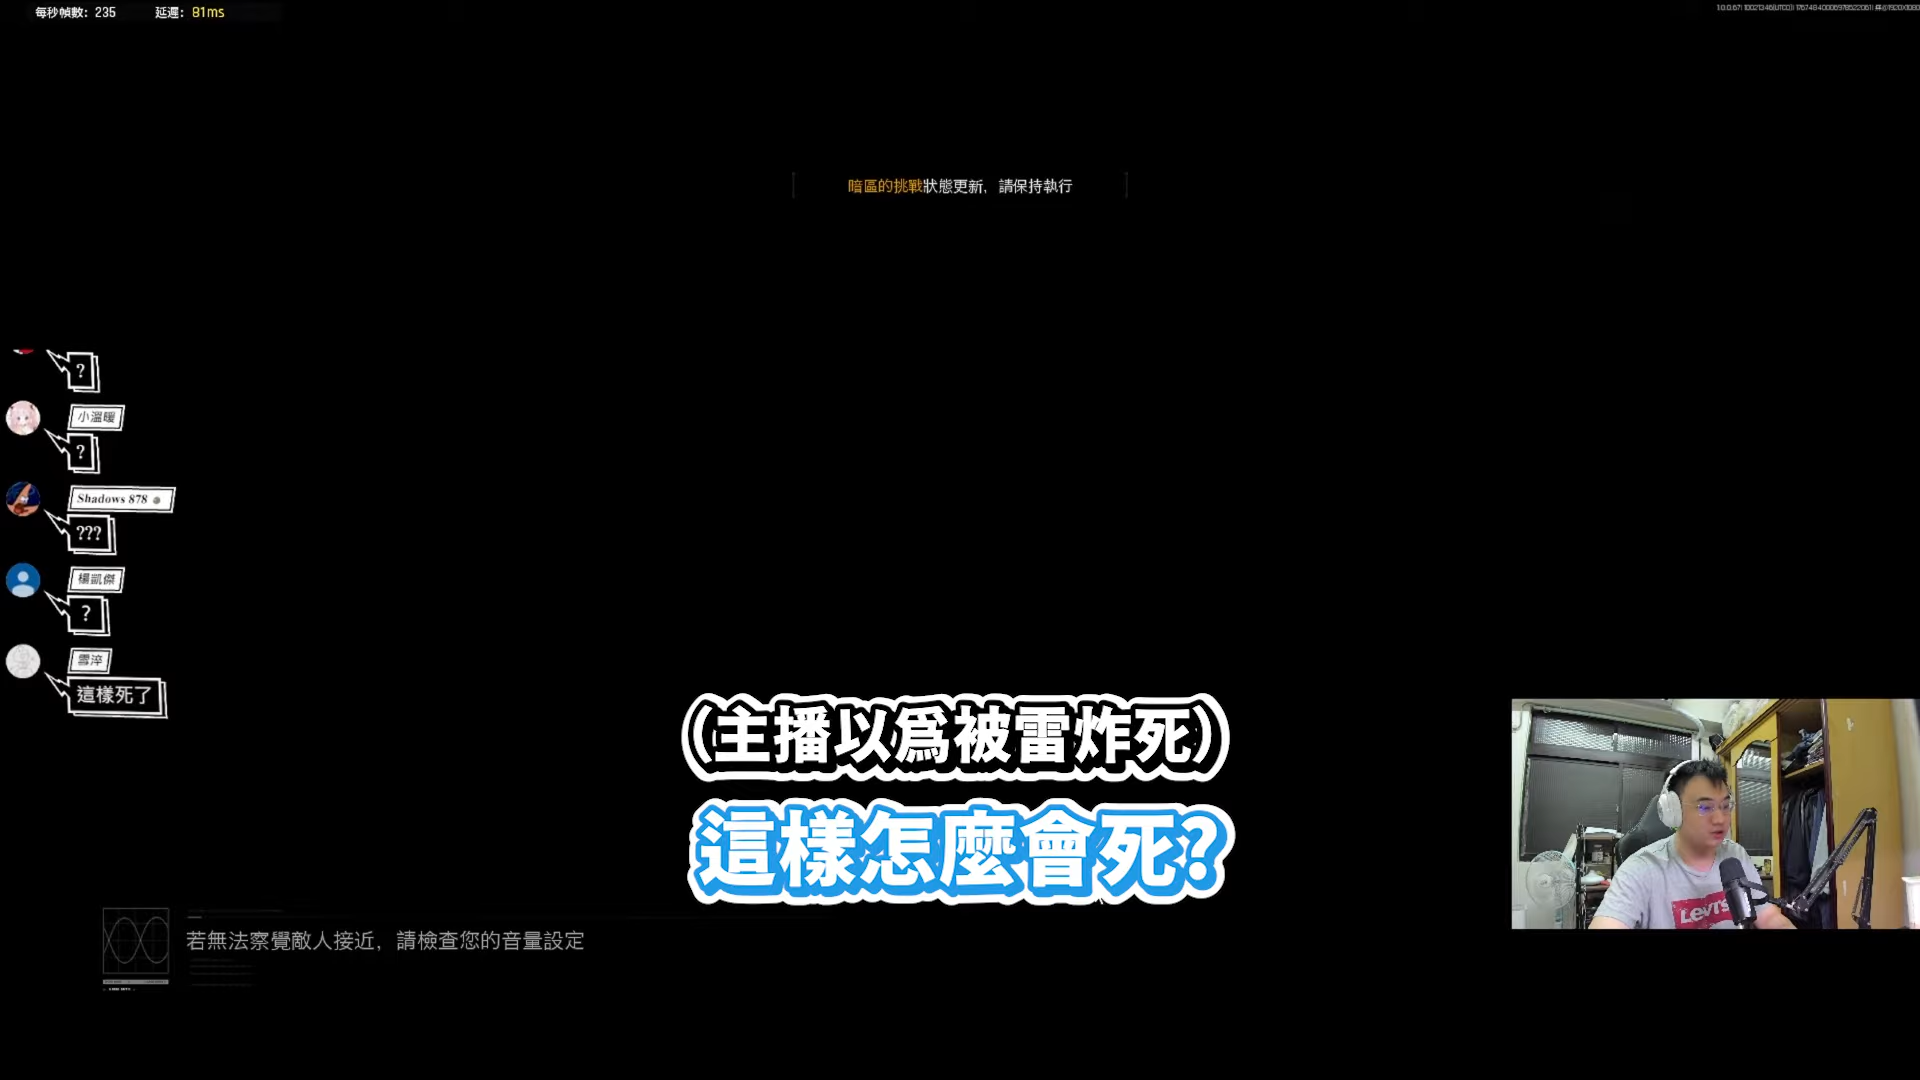 每秒幀數: 235 延遲: 81ms
暗區的挑戰狀態更新, 請保持執行
?
小溫暖
?
Shadows 878
???
楊凱傑
?
雪淬
這樣死了
(主播以爲被雷炸死)
這樣怎麼會死?
Levi's
若無法察覺敵人接近, 請檢查您的音量設定